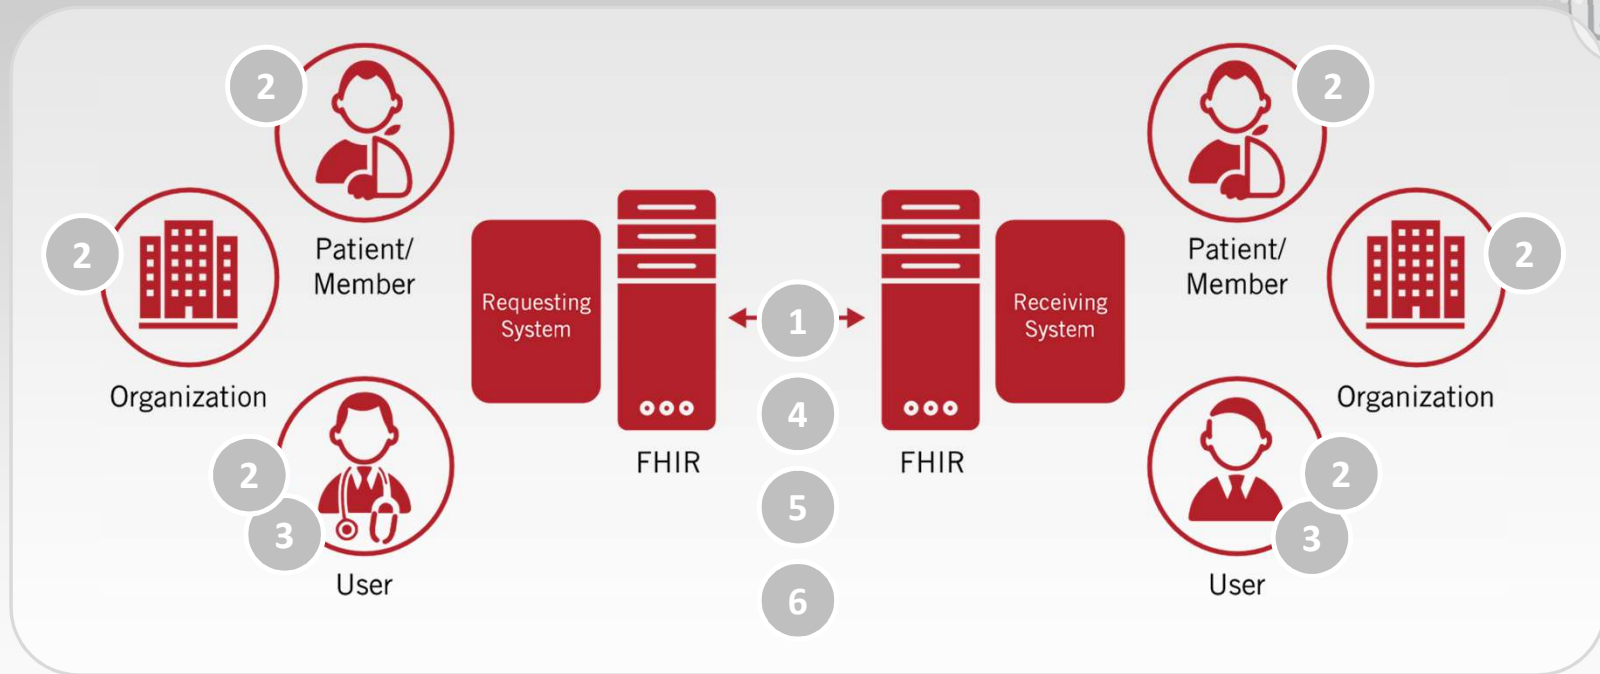 2
2
Patient/
Member
Organization
2
3
User
Requesting
System
FHIR
1
4
5
6
FHIR
Receiving
System
2
Patient/
Member
2
Organization
2
3
User